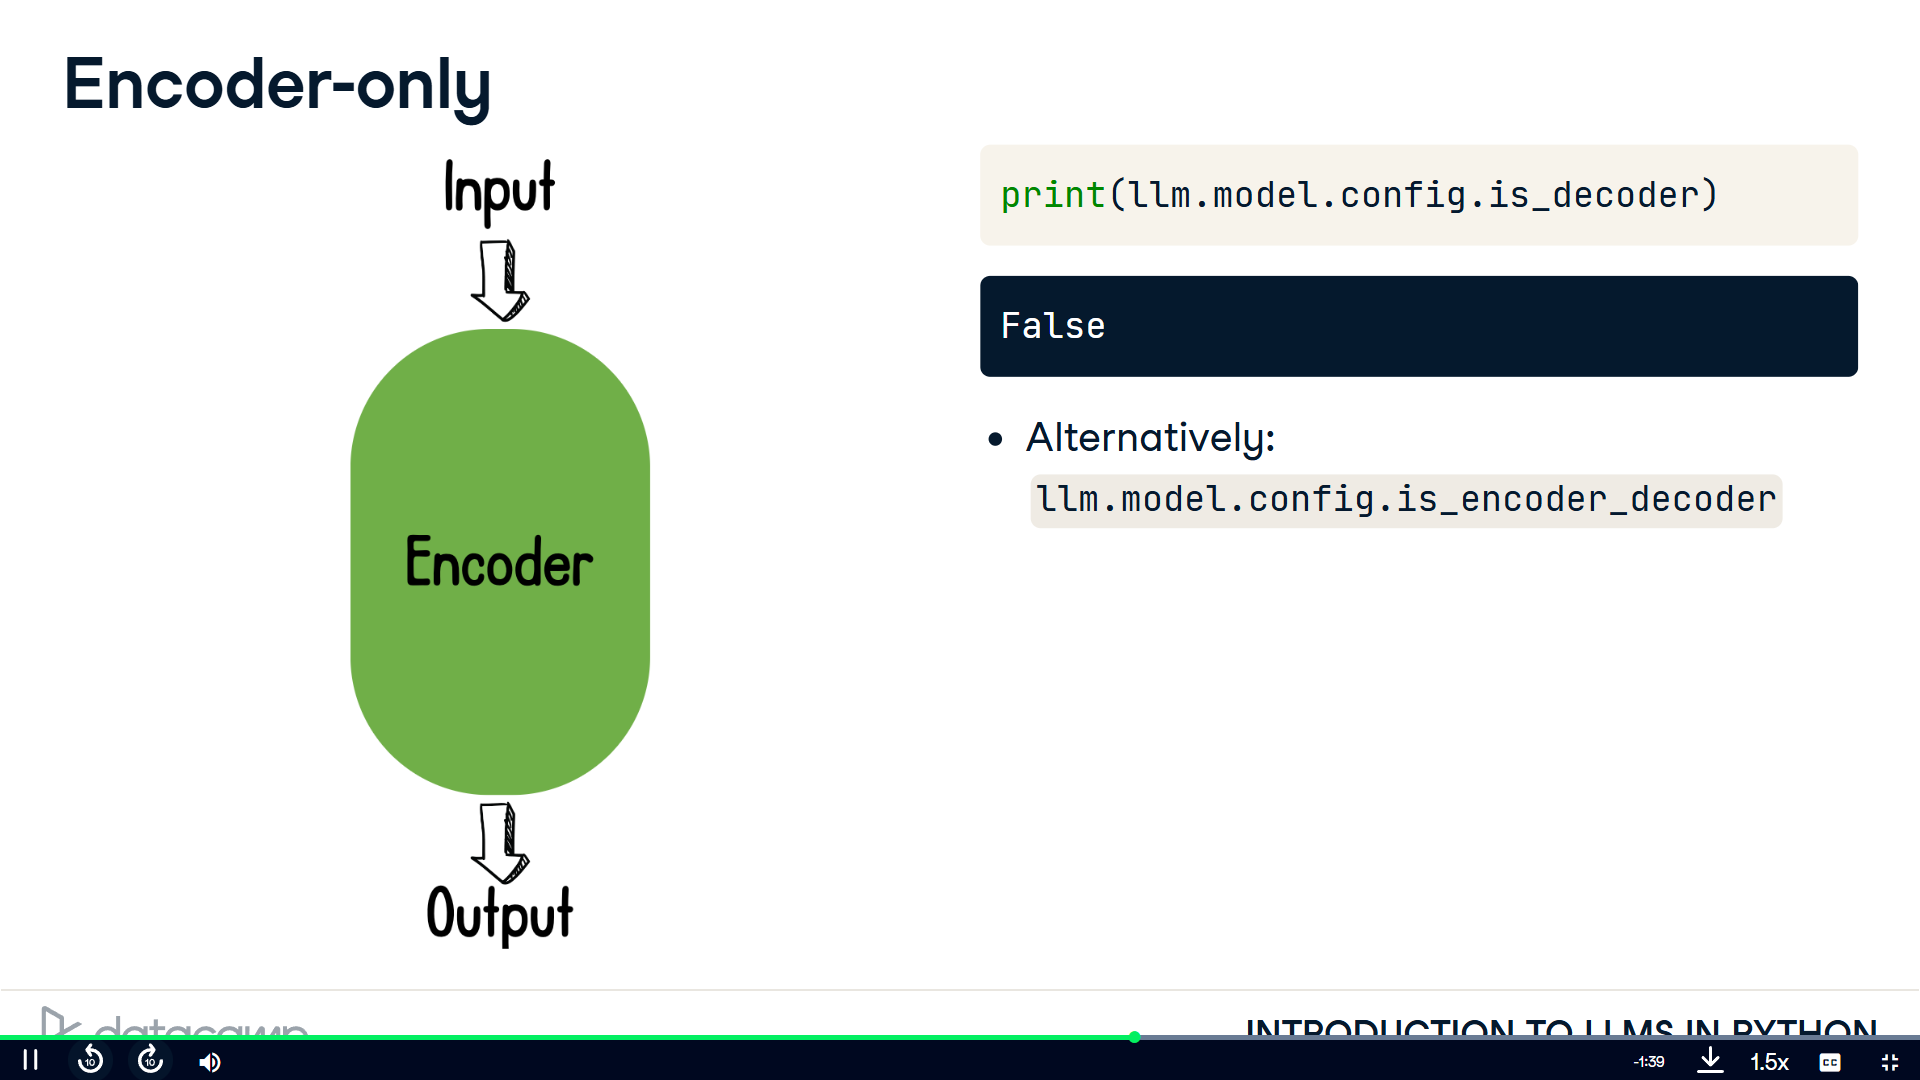 Encoder-only
Input
Encoder
Output
print(llm.model.config.is_decoder)
False
• Alternatively:
llm.model.config.is_encoder_decoder
datacamp
INTRODUCTION TO LLMS IN PYTHON
10
10
-1:39
1.5x
CC